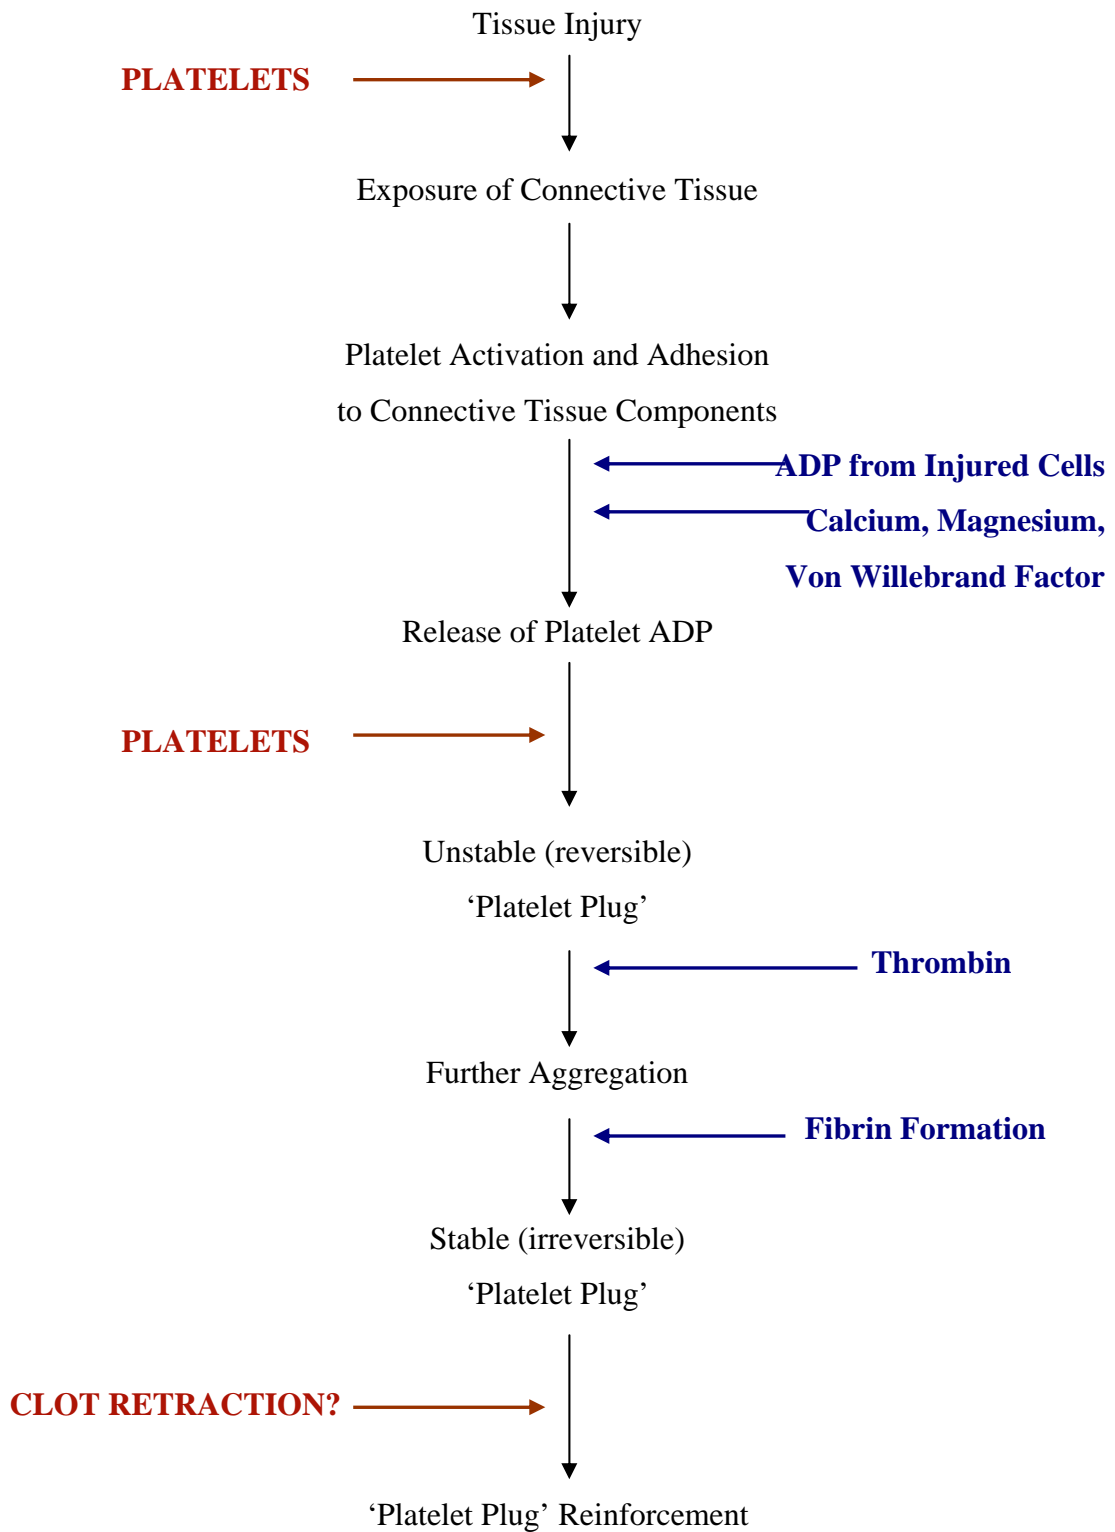 Tissue Injury
PLATELETS
Exposure of Connective Tissue
Platelet Activation and Adhesion
to Connective Tissue Components
ADP from Injured Cells
Calcium, Magnesium,
Von Willebrand Factor
Release of Platelet ADP
PLATELETS
Unstable (reversible)
‘Platelet Plug’
Thrombin
Further Aggregation
Fibrin Formation
Stable (irreversible)
‘Platelet Plug’
CLOT RETRACTION?
‘Platelet Plug’ Reinforcement